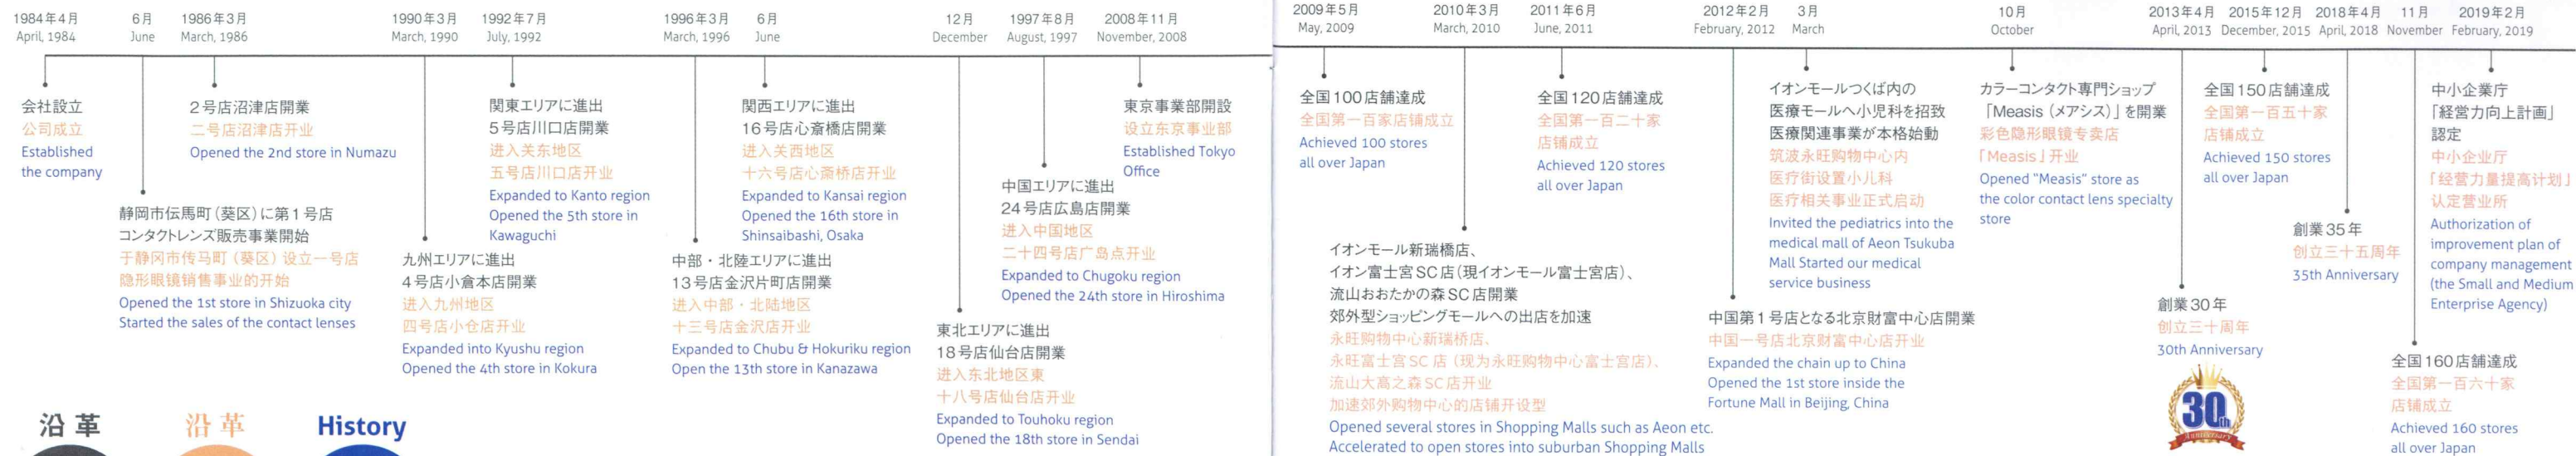 1984年4月
April, 1984
会社設立
公司成立
Established
the company
6月
June
静岡市伝馬町(葵区)に第1号店
コンタクトレンズ販売事業開始
于静冈市传马町(葵区)设立一号店
隐形眼镜销售事业的开始
Opened the 1st store in Shizuoka city
Started the sales of the contact lenses
1986年3月
March, 1986
2号店沼津店開業
二号店沼津店开业
Opened the 2nd store in Numazu
1990年3月
March, 1990
九州エリアに進出
4号店小倉本店開業
进入九州地区
四号店小仓店开业
Expanded into Kyushu region
Opened the 4th store in Kokura
1992年7月
July, 1992
関東エリアに進出
5号店川口店開業
进入关东地区
五号店川口店开业
Expanded to Kanto region
Opened the 5th store in
Kawaguchi
1996年3月
March, 1996
中部・北陸エリアに進出
13号店金沢片町店開業
进入中部・北陆地区
十三号店金沢店开业
Expanded to Chubu & Hokuriku region
Open the 13th store in Kanazawa
6月
June
関西エリアに進出
16号店心斎橋店開業
进入关西地区
十六号店心斋桥店开业
Expanded to Kansai region
Opened the 16th store in
Shinsaibashi, Osaka
12月
December
東北エリアに進出
18号店仙台店開業
进入东北地区東
十八号店仙台店开业
Expanded to Touhoku region
Opened the 18th store in Sendai
1997年8月
August, 1997
中国エリアに進出
24号店広島店開業
进入中国地区
二十四号店广岛点开业
Expanded to Chugoku region
Opened the 24th store in Hiroshima
2008年11月
November, 2008
東京事業部開設
设立东京事业部
Established Tokyo
Office
2009年5月
May, 2009
全国100店舗達成
全国第一百家店铺成立
Achieved 100 stores
all over Japan
2010年3月
March, 2010
イオンモール新瑞橋店、
イオン富士宮SC店(現イオンモール富士宮店)、
流山おおたかの森SC店開業
郊外型ショッピングモールへの出店を加速
永旺购物中心新瑞桥店、
永旺富士宫SC店(现为永旺购物中心富士宫店)、
流山大高之森SC店开业
加速郊外购物中心的店铺开设型
Opened several stores in Shopping Malls such as Aeon etc.
Accelerated to open stores into suburban Shopping Malls
2011年6月
June, 2011
全国120店舗達成
全国第一百二十家
店铺成立
Achieved 120 stores
all over Japan
2012年2月
February, 2012
中国第1号店となる北京財富中心店開業
中国一号店北京财富中心店开业
Expanded the chain up to China
Opened the 1st store inside the
Fortune Mall in Beijing, China
3月
March
イオンモールつくば内の
医療モールへ小児科を招致
医療関連事業が本格始動
筑波永旺购物中心内
医疗街设置小儿科
医疗相关事业正式启动
Invited the pediatrics into the
medical mall of Aeon Tsukuba
Mall Started our medical
service business
10月
October
カラーコンタクト専門ショップ
「Measis(メアシス)」を開業
彩色隐形眼镜专卖店
「Measis」开业
Opened "Measis" store as
the color contact lens specialty
store
2013年4月
April, 2013
創業30年
创立三十周年
30th Anniversary
30th
Anniversary
2015年12月
December, 2015
全国150店舗達成
全国第一百五十家
店铺成立
Achieved 150 stores
all over Japan
2018年4月
April, 2018
創業35年
创立三十五周年
35th Anniversary
11月
November
全国160店舗達成
全国第一百六十家
店铺成立
Achieved 160 stores
all over Japan
2019年2月
February, 2019
中小企業庁
「経営力向上計画」
認定
中小企业厅
「经营力量提高计划」
认定营业所
Authorization of
improvement plan of
company management
(the Small and Medium
Enterprise Agency)
沿革
沿革
History